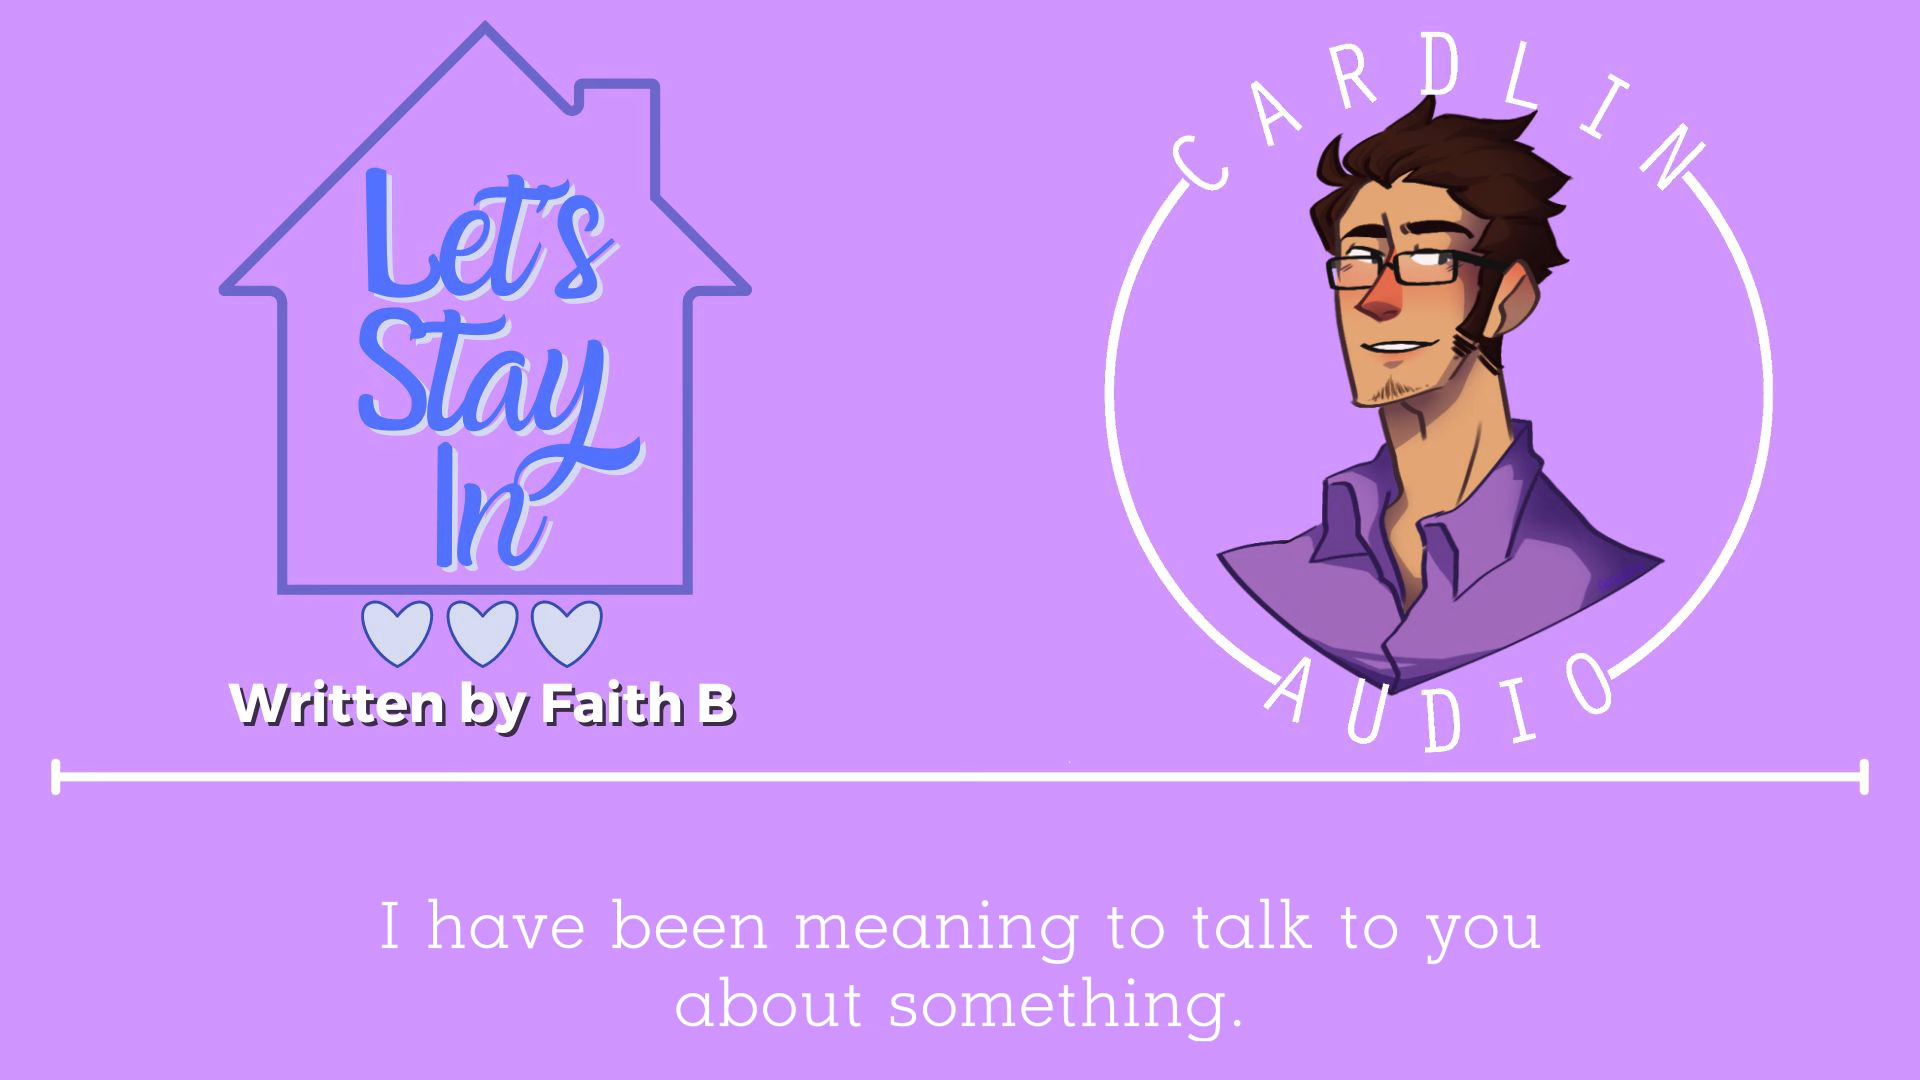 Let's
Stay
In
Written by Faith B
CARDLIN
AUDIO
I have been meaning to talk to you
about something.